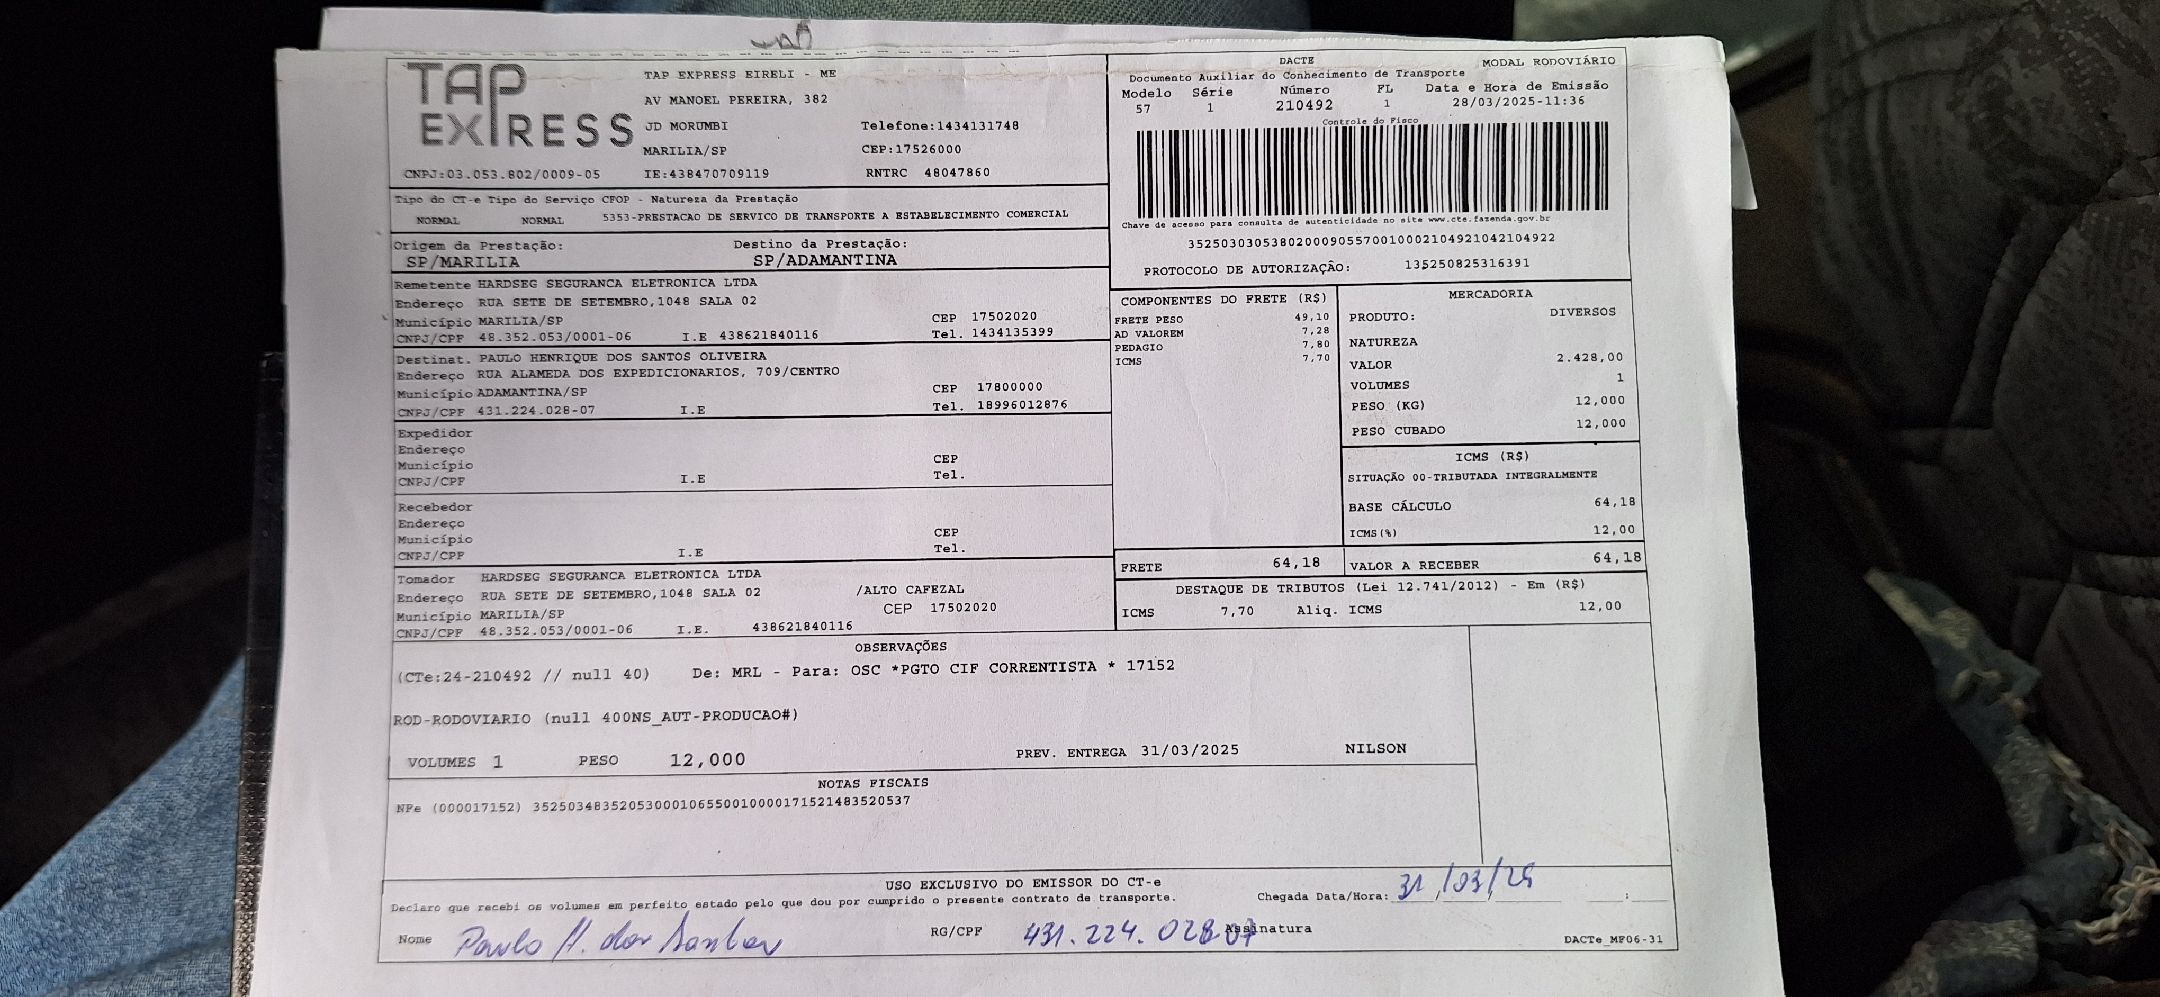 TAP EXPRESS
TAP EXPRESS EIRELI - ME
AV MANOEL PEREIRA, 382
JD MORUMBI Telefone:1434131748
MARILIA/SP CEP:17526000
CNPJ:03.053.802/0009-05 IE:438470709119 RNTRC 48047860
DACTE MODAL RODOVIÁRIO
Documento Auxiliar do Conhecimento de Transporte
Modelo Série Número FL Data e Hora de Emissão
57 1 210492 1 28/03/2025-11:36
Controle do Fisco
Chave de acesso para consulta de autenticidade no site www.cte.fazenda.gov.br
35250303053802000905570010002104921042104922
PROTOCOLO DE AUTORIZAÇÃO: 135250825316391
Tipo do CT-e Tipo do Serviço CFOP - Natureza da Prestação
NORMAL NORMAL 5353-PRESTACAO DE SERVICO DE TRANSPORTE A ESTABELECIMENTO COMERCIAL
Origem da Prestação: Destino da Prestação:
SP/MARILIA SP/ADAMANTINA
Remetente HARDSEG SEGURANCA ELETRONICA LTDA
Endereço RUA SETE DE SETEMBRO,1048 SALA 02
Município MARILIA/SP CEP 17502020
CNPJ/CPF 48.352.053/0001-06 I.E 438621840116 Tel. 1434135399
Destinat. PAULO HENRIQUE DOS SANTOS OLIVEIRA
Endereço RUA ALAMEDA DOS EXPEDICIONARIOS, 709/CENTRO
Município ADAMANTINA/SP CEP 17800000
CNPJ/CPF 431.224.028-07 I.E Tel. 18996012876
Expedidor
Endereço
Município CEP
CNPJ/CPF I.E Tel.
Recebedor
Endereço
Município CEP
CNPJ/CPF I.E Tel.
Tomador HARDSEG SEGURANCA ELETRONICA LTDA
Endereço RUA SETE DE SETEMBRO,1048 SALA 02 /ALTO CAFEZAL
Município MARILIA/SP CEP 17502020
CNPJ/CPF 48.352.053/0001-06 I.E. 438621840116
COMPONENTES DO FRETE (R$)
FRETE PESO 49,10
AD VALOREM 7,28
PEDAGIO 7,80
ICMS 7,70
MERCADORIA
PRODUTO: DIVERSOS
NATUREZA
VALOR 2.428,00
VOLUMES 1
PESO (KG) 12,000
PESO CUBADO 12,000
ICMS (R$)
SITUAÇÃO 00-TRIBUTADA INTEGRALMENTE
BASE CÁLCULO 64,18
ICMS(%) 12,00
FRETE 64,18 VALOR A RECEBER 64,18
DESTAQUE DE TRIBUTOS (Lei 12.741/2012) - Em (R$)
ICMS 7,70 Aliq. ICMS 12,00
OBSERVAÇÕES
(CTe:24-210492 // null 40) De: MRL - Para: OSC *PGTO CIF CORRENTISTA * 17152
ROD-RODOVIARIO (null 400NS_AUT-PRODUCAO#)
VOLUMES 1 PESO 12,000 PREV. ENTREGA 31/03/2025 NILSON
NOTAS FISCAIS
NFe (000017152) 35250348352053000106550010000171521483520537
USO EXCLUSIVO DO EMISSOR DO CT-e
Declaro que recebi os volumes em perfeito estado pelo que dou por cumprido o presente contrato de transporte. Chegada Data/Hora: 31/03/25 :
Nome Paulo H. dos Santos RG/CPF 431.224.028-07 Assinatura
DACTe_MF06-31